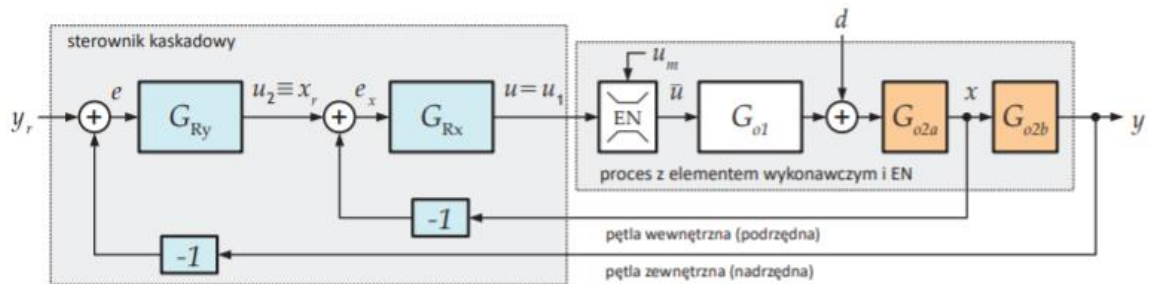 sterownik kaskadowy
d
u_m
y_r
+
e
G_Ry
u_2≡x_r
+
e_x
G_Rx
u=u_1
EN
ū
G_o1
+
G_o2a
x
G_o2b
y
proces z elementem wykonawczym i EN
-1
pętla wewnętrzna (podrzędna)
-1
pętla zewnętrzna (nadrzędna)